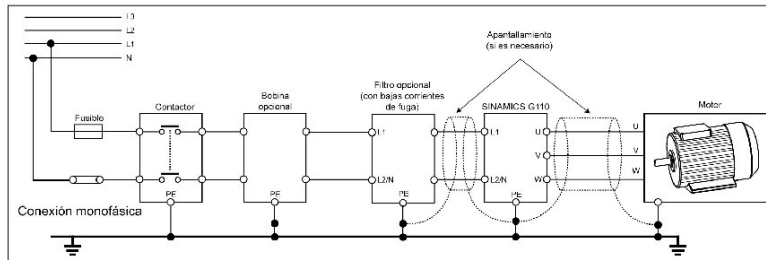 L3
L2
L1
N
Apantallamiento
(si es necesario)
Fusible
Contactor
Bobina
opcional
Filtro opcional
(con bajas corrientes
de fuga)
SINAMICS G110
Motor
L1
L1
U
U
V
V
L2/N
L2/N
W
W
PE
PE
PE
PE
Conexión monofásica